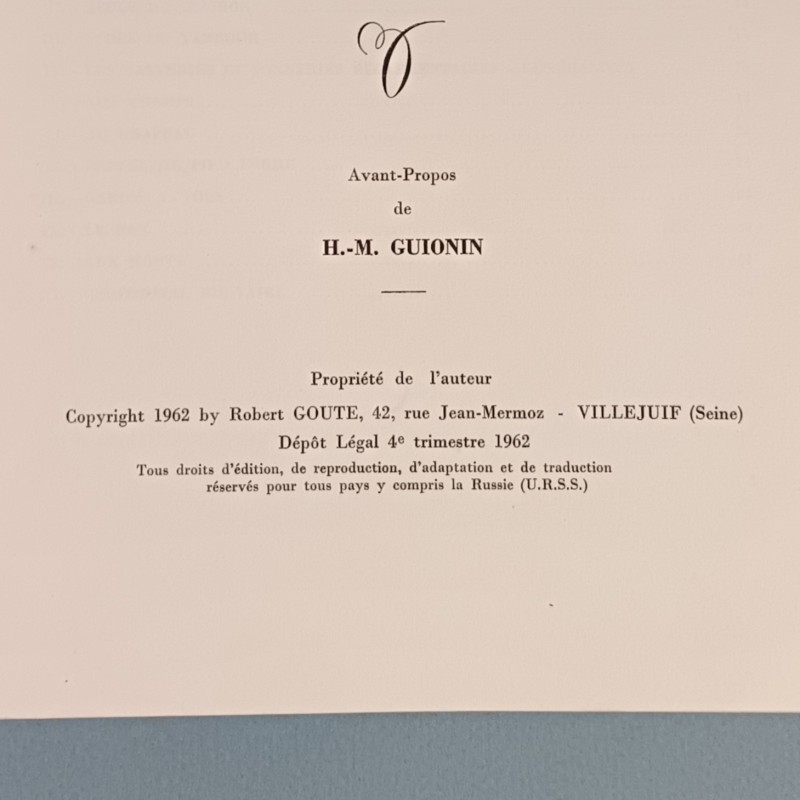 Avant-Propos
de
H.-M. GUIONIN
Propriété de l'auteur
Copyright 1962 by Robert GOUTE, 42, rue Jean-Mermoz - VILLEJUIF (Seine)
Dépôt Légal 4e trimestre 1962
Tous droits d'édition, de reproduction, d'adaptation et de traduction
réservés pour tous pays y compris la Russie (U.R.S.S.)